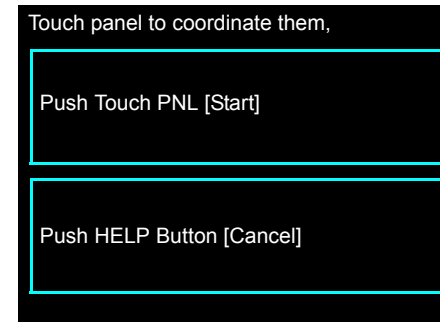 Touch panel to coordinate them,
Push Touch PNL [Start]
Push HELP Button [Cancel]